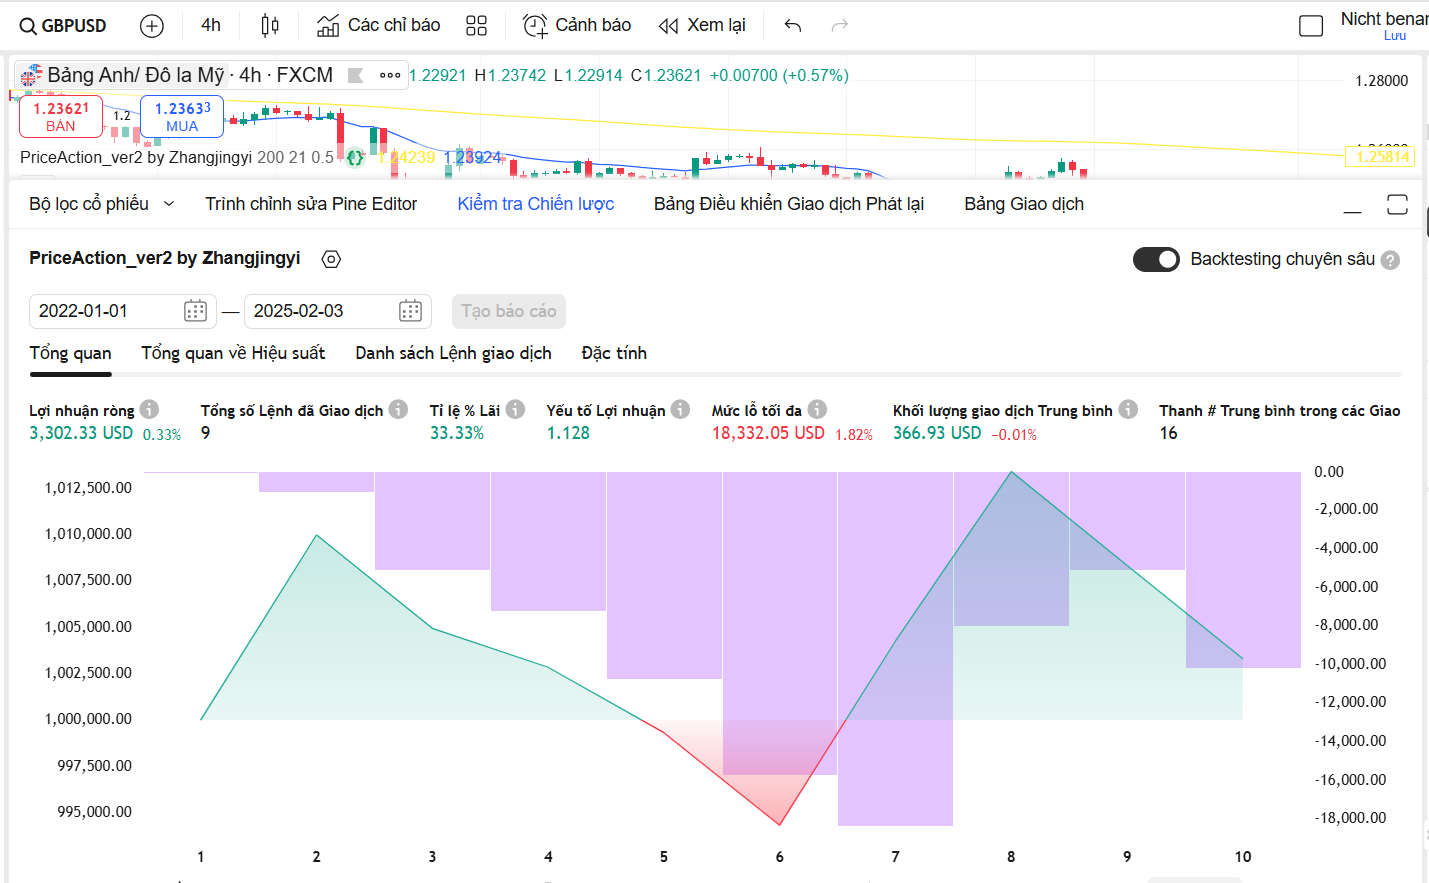 GBPUSD 4h Các chỉ báo Cảnh báo Xem lại
Lưu
Bảng Anh/ Đô la Mỹ · 4h · FXCM 1.22921 H1.23742 L1.22914 C1.23621 +0.00700 (+0.57%)
1.28000
1.23621 BÁN
1.2
1.23633 MUA
PriceAction_ver2 by Zhangjingyi 200 21 0.5 {} 1.24239 1.23924
1.25814
Bộ lọc cổ phiếu Trình chỉnh sửa Pine Editor Kiểm tra Chiến lược Bảng Điều khiển Giao dịch Phát lại Bảng Giao dịch
PriceAction_ver2 by Zhangjingyi
Backtesting chuyên sâu ?
2022-01-01 — 2025-02-03 Tạo báo cáo
Tổng quan Tổng quan về Hiệu suất Danh sách Lệnh giao dịch Đặc tính
Lợi nhuận ròng Tổng số Lệnh đã Giao dịch Tỉ lệ % Lãi Yếu tố Lợi nhuận Mức lỗ tối đa Khối lượng giao dịch Trung bình Thanh # Trung bình trong các Giao
3,302.33 USD 0.33% 9 33.33% 1.128 18,332.05 USD 1.82% 366.93 USD −0.01% 16
1,012,500.00
1,010,000.00
1,007,500.00
1,005,000.00
1,002,500.00
1,000,000.00
997,500.00
995,000.00
0.00
-2,000.00
-4,000.00
-6,000.00
-8,000.00
-10,000.00
-12,000.00
-14,000.00
-16,000.00
-18,000.00
1 2 3 4 5 6 7 8 9 10